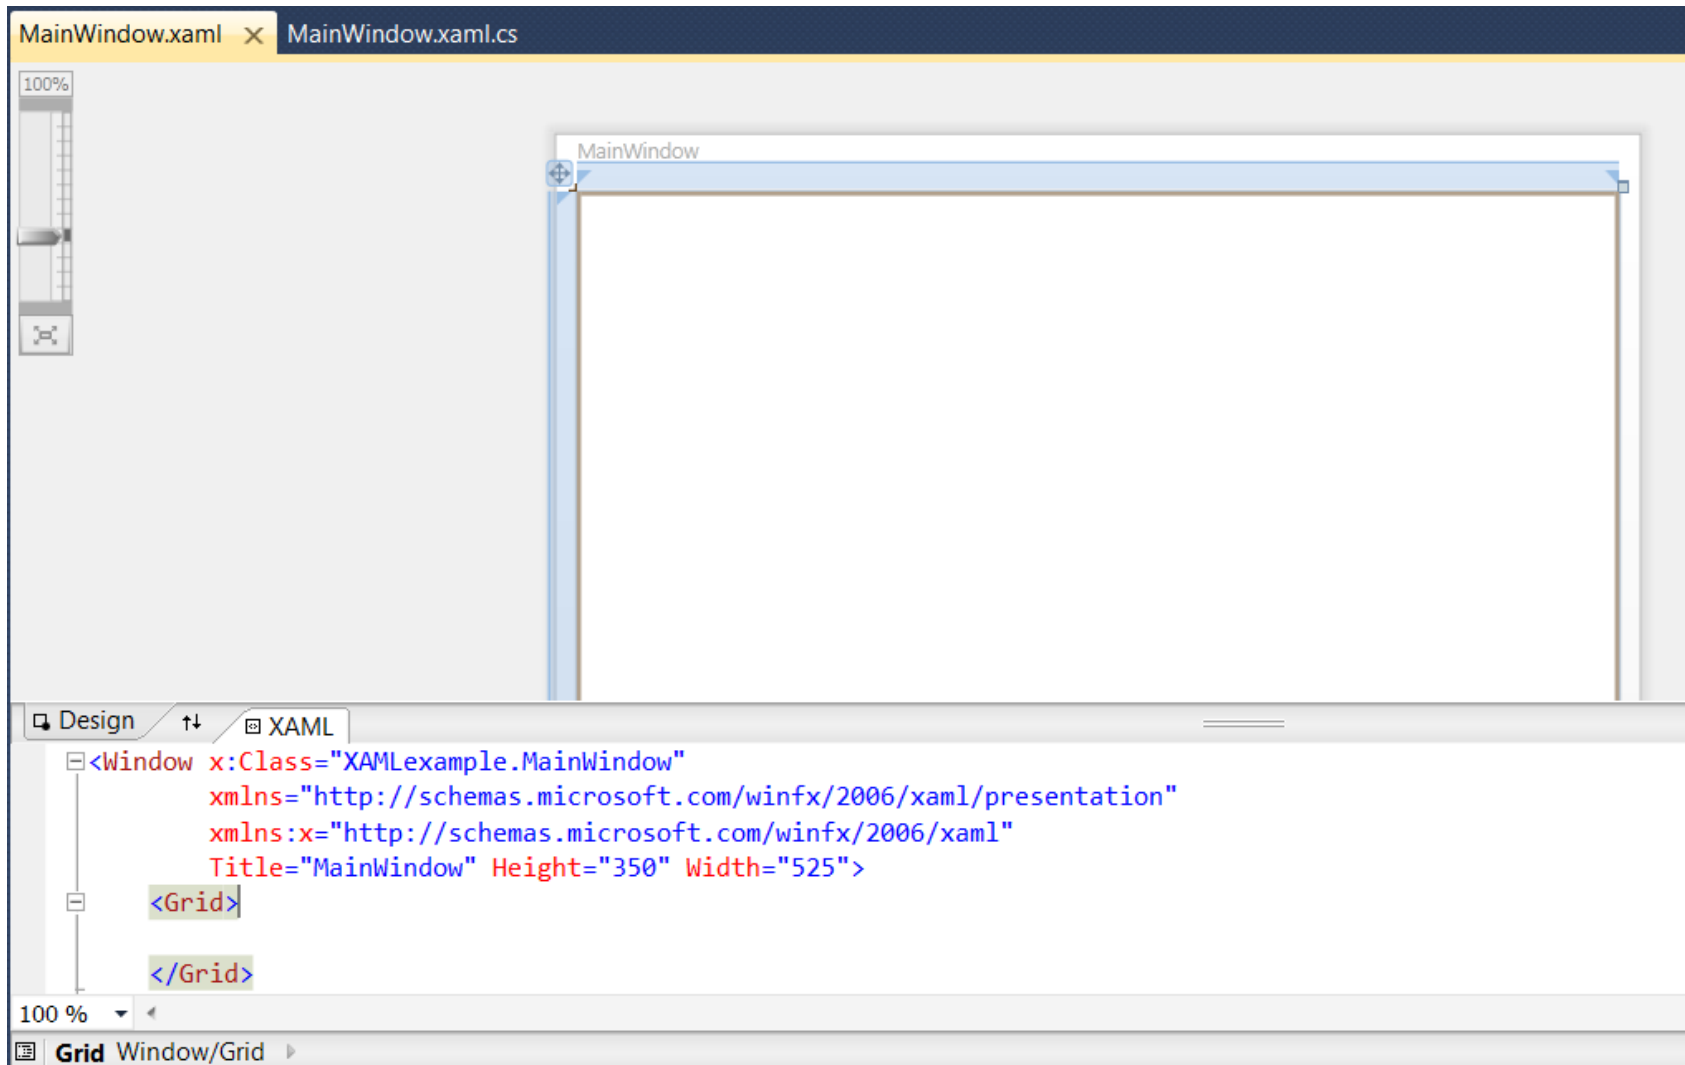 MainWindow.xaml MainWindow.xaml.cs
100%
MainWindow
Design XAML
<Window x:Class="XAMLexample.MainWindow"
xmlns="http://schemas.microsoft.com/winfx/2006/xaml/presentation"
xmlns:x="http://schemas.microsoft.com/winfx/2006/xaml"
Title="MainWindow" Height="350" Width="525">
<Grid>
</Grid>
100 %
Grid Window/Grid